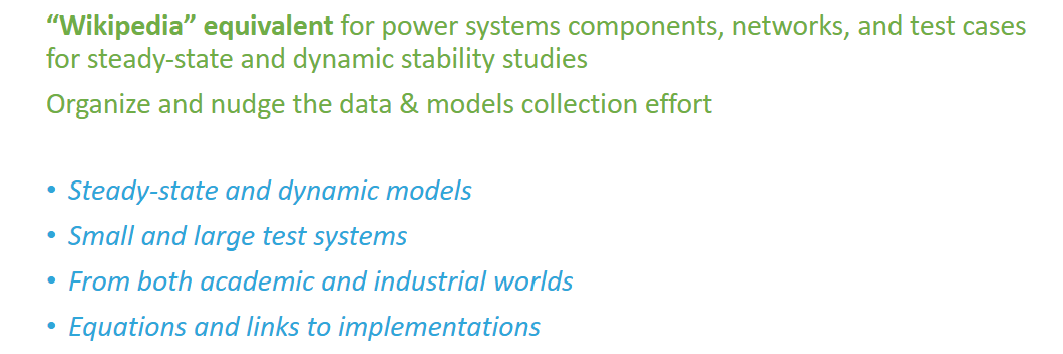 “Wikipedia” equivalent for power systems components, networks, and test cases
for steady-state and dynamic stability studies
Organize and nudge the data & models collection effort
• Steady-state and dynamic models
• Small and large test systems
• From both academic and industrial worlds
• Equations and links to implementations